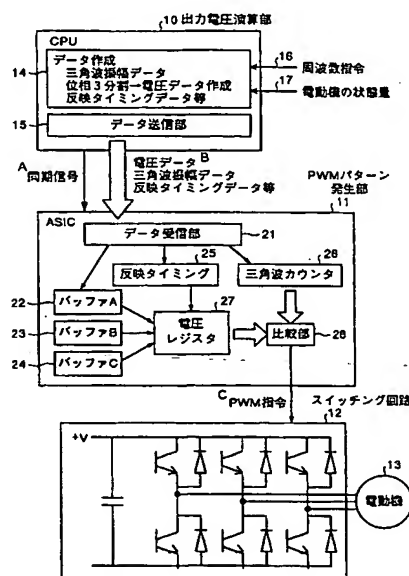 10 出力電圧演算部
CPU
14
データ作成
三角波振幅データ
位相3分割→電圧データ作成
反映タイミングデータ等
16
周波数指令
17
電動機の状態量
15
データ送信部
A
同期信号
B
電圧データ
三角波振幅データ
反映タイミングデータ等
PWMパターン
発生部
11
ASIC
データ受信部
21
25
反映タイミング
26
三角波カウンタ
22
バッファA
23
バッファB
24
バッファC
27
電圧
レジスタ
比較部
28
C
PWM指令
スイッチング回路
12
+V
13
電動機